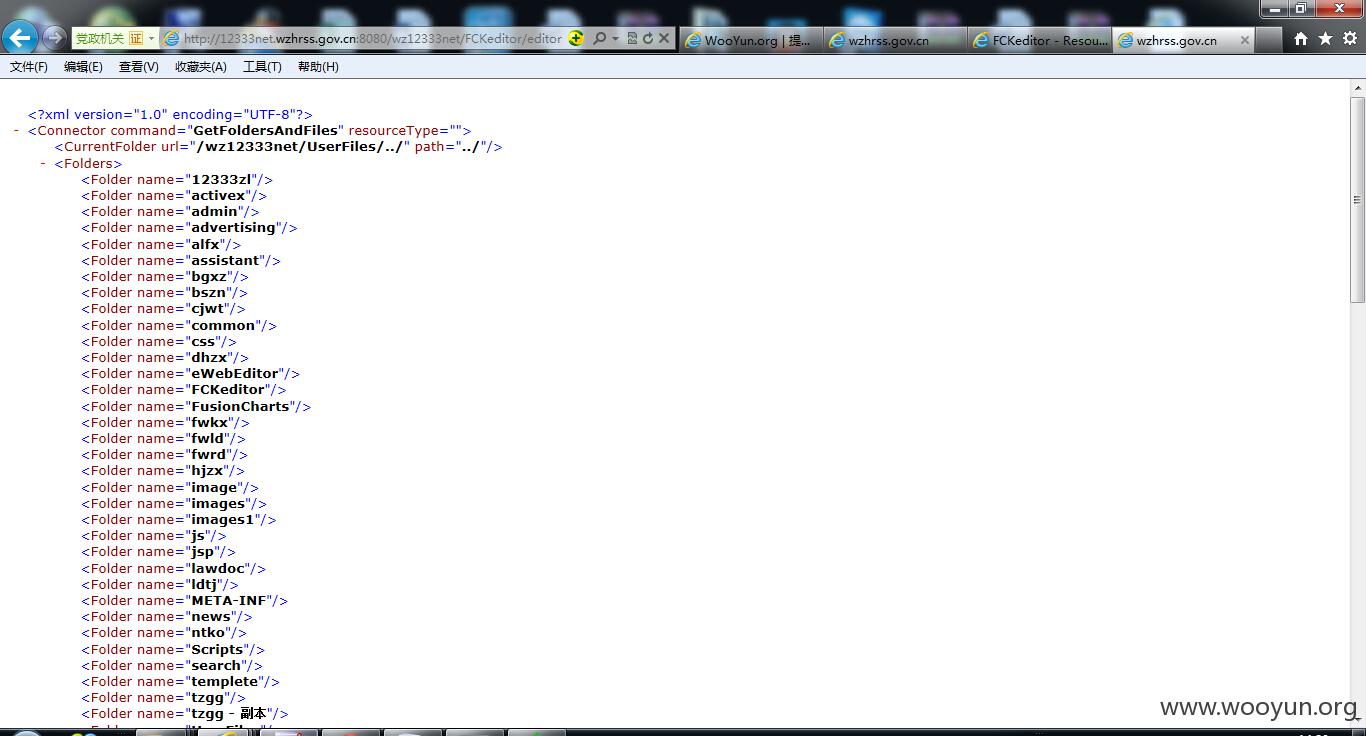 党政机关 证 http://12333net.wzhrss.gov.cn:8080/wz12333net/FCKeditor/editor WooYun.org | 提... wzhrss.gov.cn FCKeditor - Resou... wzhrss.gov.cn
文件(F) 编辑(E) 查看(V) 收藏夹(A) 工具(T) 帮助(H)
<?xml version="1.0" encoding="UTF-8"?>
- <Connector command="GetFoldersAndFiles" resourceType="">
<CurrentFolder url="/wz12333net/UserFiles/../" path="../"/>
- <Folders>
<Folder name="12333zl"/>
<Folder name="activex"/>
<Folder name="admin"/>
<Folder name="advertising"/>
<Folder name="alfx"/>
<Folder name="assistant"/>
<Folder name="bgxz"/>
<Folder name="bszn"/>
<Folder name="cjwt"/>
<Folder name="common"/>
<Folder name="css"/>
<Folder name="dhzx"/>
<Folder name="eWebEditor"/>
<Folder name="FCKeditor"/>
<Folder name="FusionCharts"/>
<Folder name="fwkx"/>
<Folder name="fwld"/>
<Folder name="fwrd"/>
<Folder name="hjzx"/>
<Folder name="image"/>
<Folder name="images"/>
<Folder name="images1"/>
<Folder name="js"/>
<Folder name="jsp"/>
<Folder name="lawdoc"/>
<Folder name="ldtj"/>
<Folder name="META-INF"/>
<Folder name="news"/>
<Folder name="ntko"/>
<Folder name="Scripts"/>
<Folder name="search"/>
<Folder name="templete"/>
<Folder name="tzgg"/>
<Folder name="tzgg - 副本"/>
www.wooyun.org